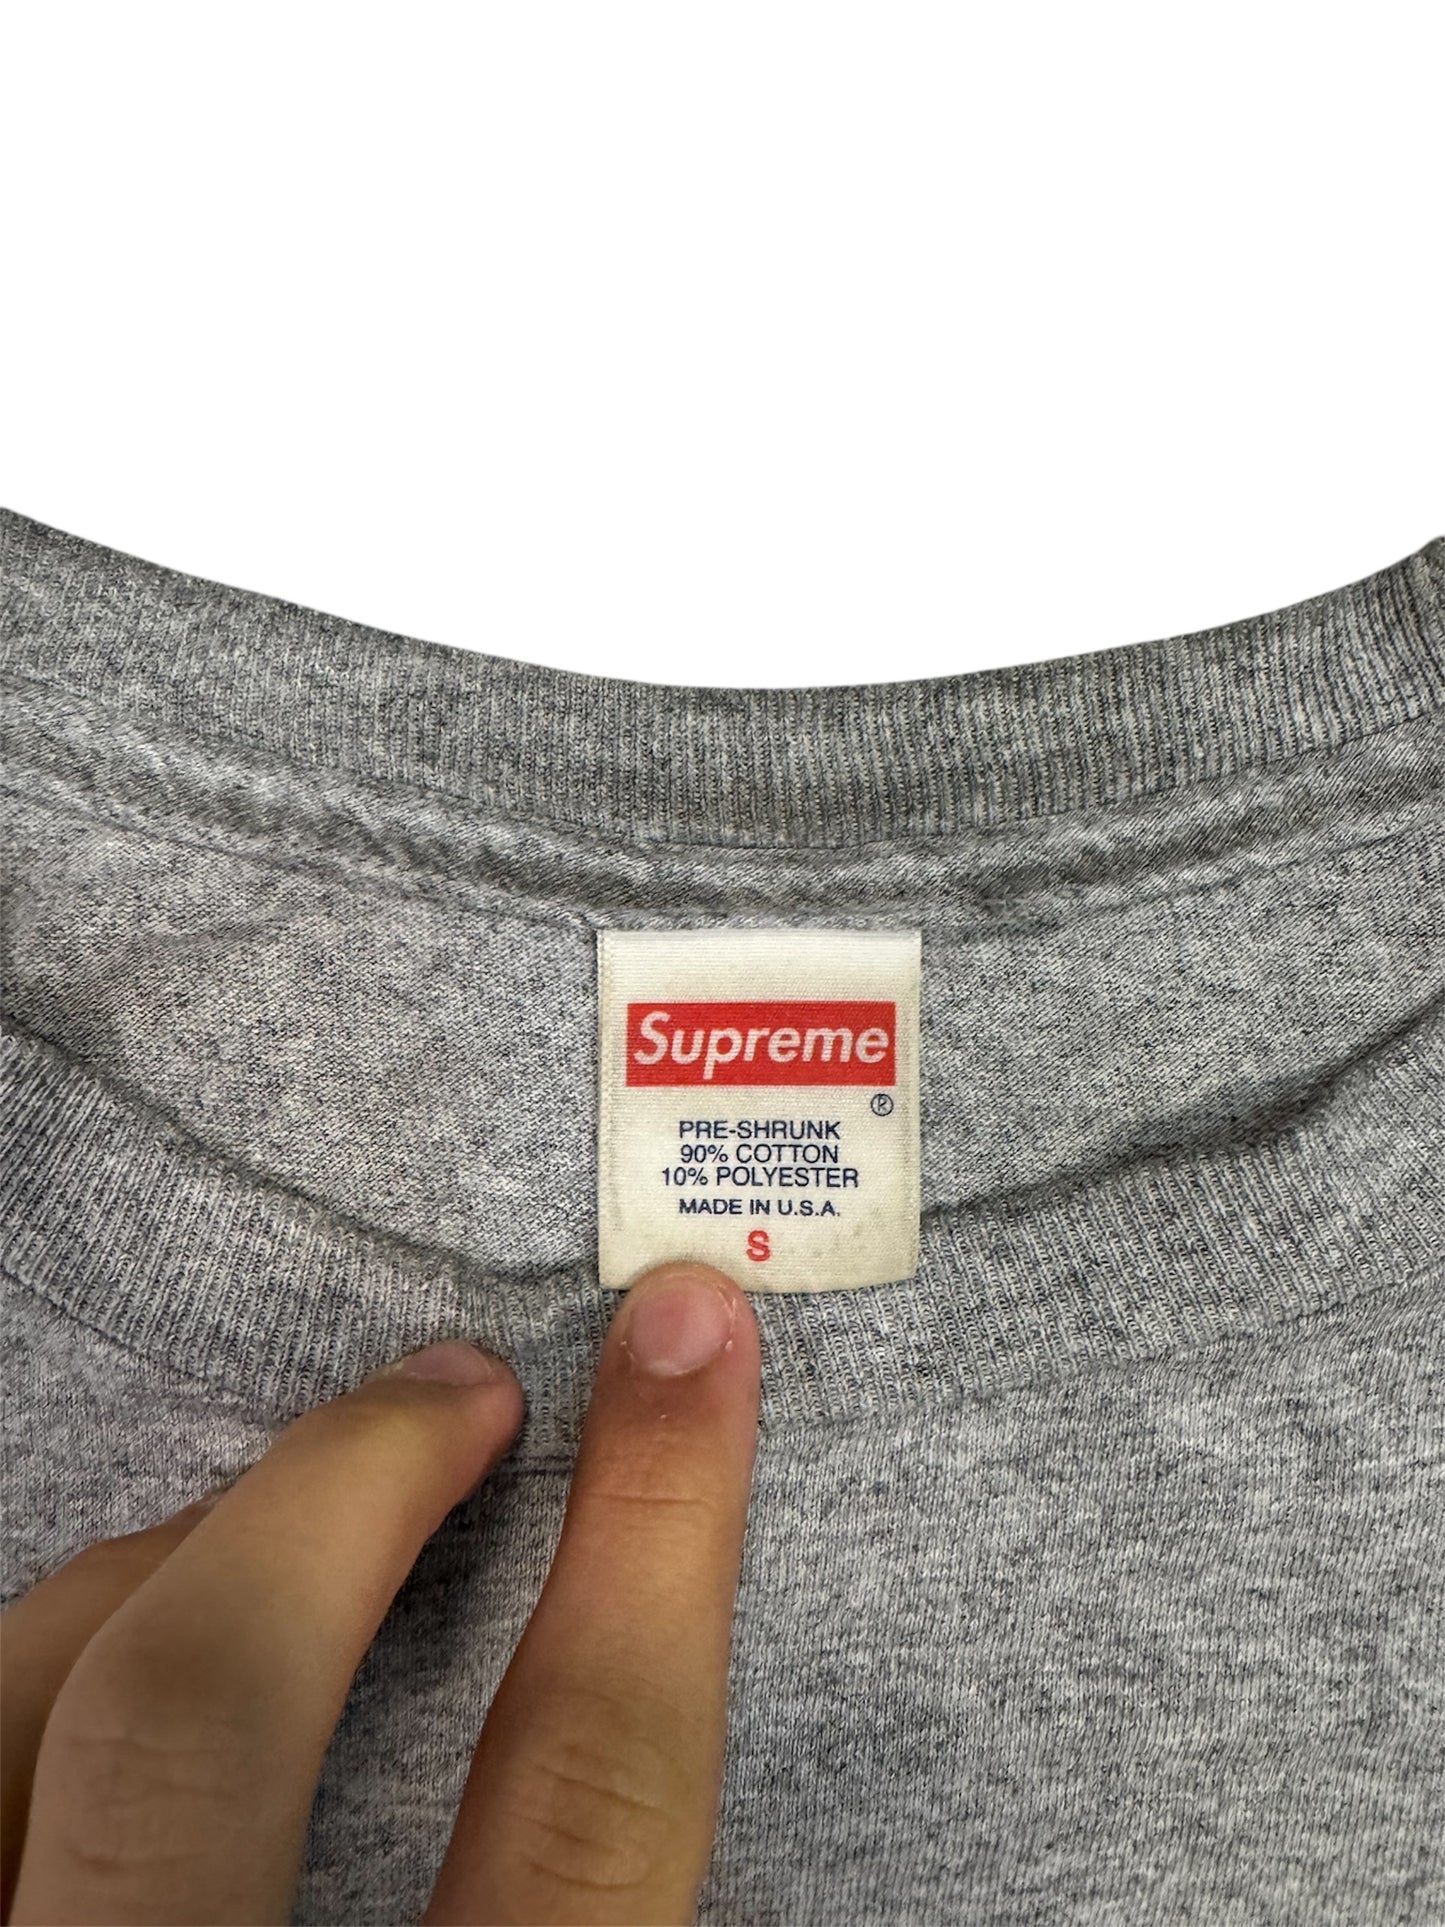 Supreme
®
PRE-SHRUNK
90% COTTON
10% POLYESTER
MADE IN U.S.A.
S